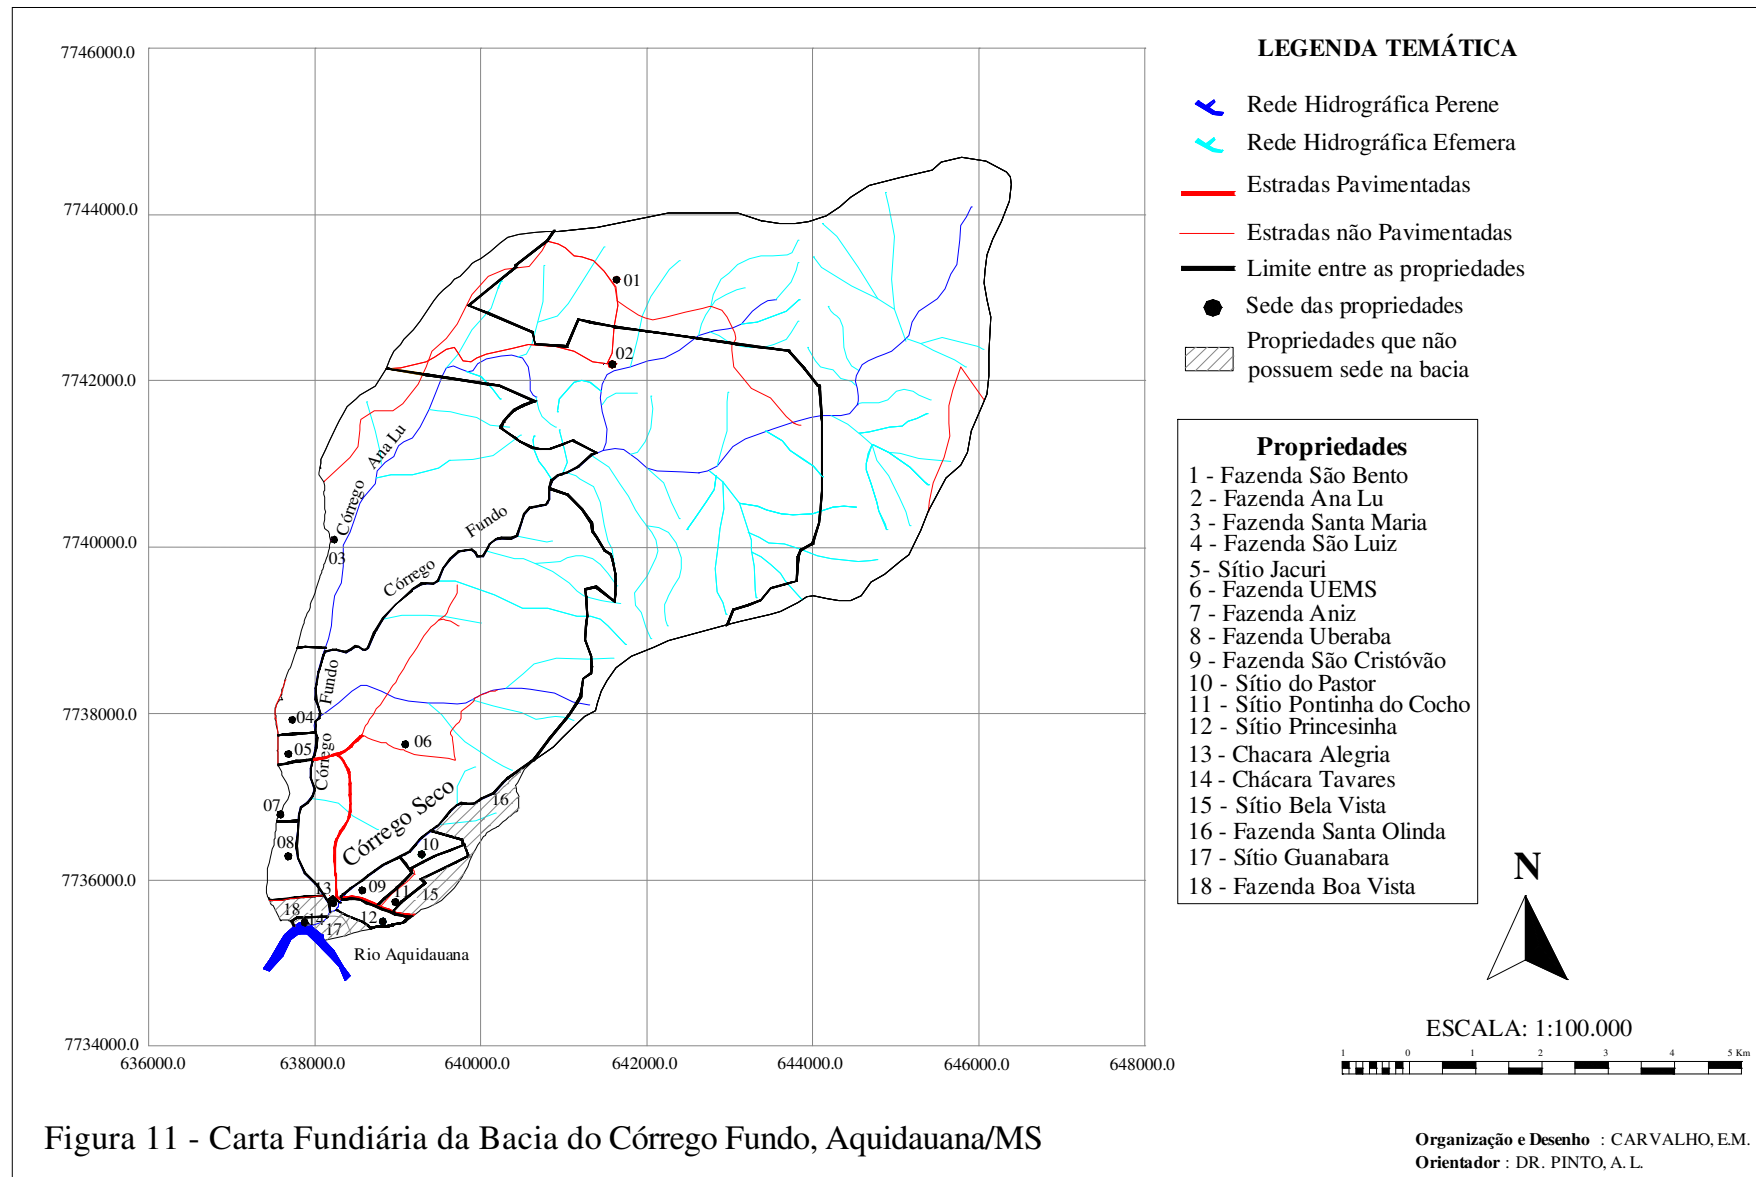 LEGENDA TEMÁTICA
Rede Hidrográfica Perene
Rede Hidrográfica Efemera
Estradas Pavimentadas
Estradas não Pavimentadas
Limite entre as propriedades
Sede das propriedades
Propriedades que não
possuem sede na bacia
Propriedades
1 - Fazenda São Bento
2 - Fazenda Ana Lu
3 - Fazenda Santa Maria
4 - Fazenda São Luiz
5- Sítio Jacuri
6 - Fazenda UEMS
7 - Fazenda Aniz
8 - Fazenda Uberaba
9 - Fazenda São Cristóvão
10 - Sítio do Pastor
11 - Sítio Pontinha do Cocho
12 - Sítio Princesinha
13 - Chacara Alegria
14 - Chácara Tavares
15 - Sítio Bela Vista
16 - Fazenda Santa Olinda
17 - Sítio Guanabara
18 - Fazenda Boa Vista
N
ESCALA: 1:100.000
1 0 1 2 3 4 5 Km
7746000.0
7744000.0
7742000.0
7740000.0
7738000.0
7736000.0
7734000.0
636000.0 638000.0 640000.0 642000.0 644000.0 646000.0 648000.0
01
02
Córrego Ana Lu
03
Córrego Fundo
Córrego Fundo
04
05
06
07
08
Córrego Seco
16
10
09
11
15
13
18
14
17
12
Rio Aquidauana
Figura 11 - Carta Fundiária da Bacia do Córrego Fundo, Aquidauana/MS
Organização e Desenho : CARVALHO, E.M.
Orientador : DR. PINTO, A. L.